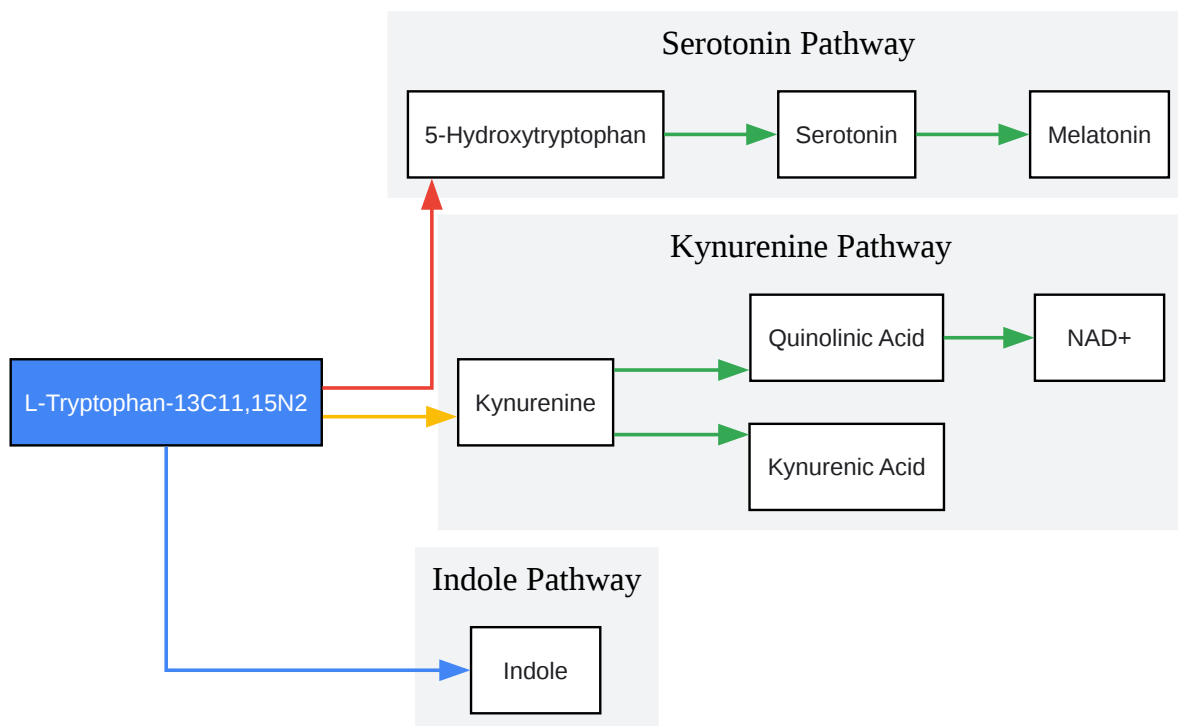 Serotonin Pathway
5-Hydroxytryptophan
Serotonin
Melatonin
Kynurenine Pathway
Quinolinic Acid
NAD+
L-Tryptophan-13C11,15N2
Kynurenine
Kynurenic Acid
Indole Pathway
Indole